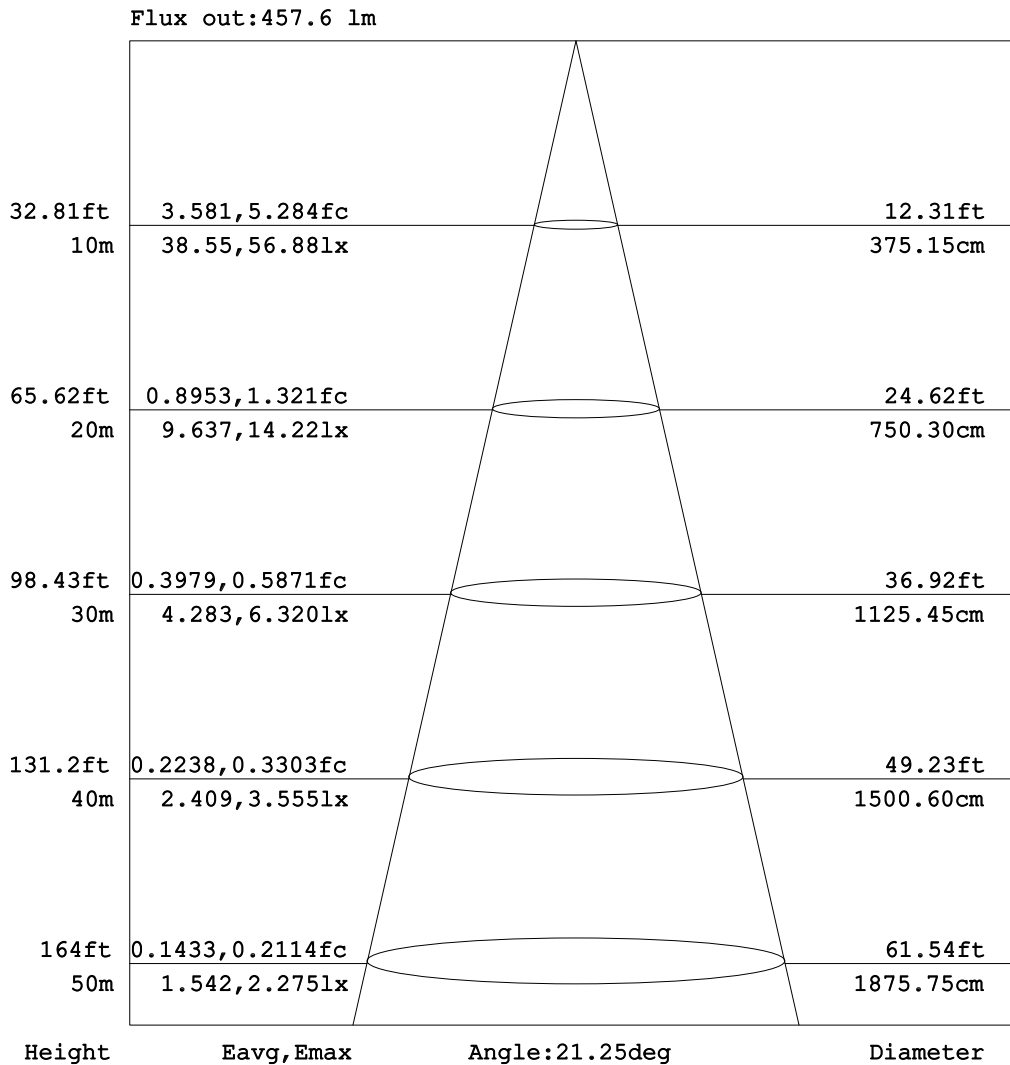 Flux out:457.6 lm
32.81ft 3.581,5.284fc 12.31ft
10m 38.55,56.88lx 375.15cm
65.62ft 0.8953,1.321fc 24.62ft
20m 9.637,14.22lx 750.30cm
98.43ft 0.3979,0.5871fc 36.92ft
30m 4.283,6.320lx 1125.45cm
131.2ft 0.2238,0.3303fc 49.23ft
40m 2.409,3.555lx 1500.60cm
164ft 0.1433,0.2114fc 61.54ft
50m 1.542,2.275lx 1875.75cm
Height Eavg,Emax Angle:21.25deg Diameter